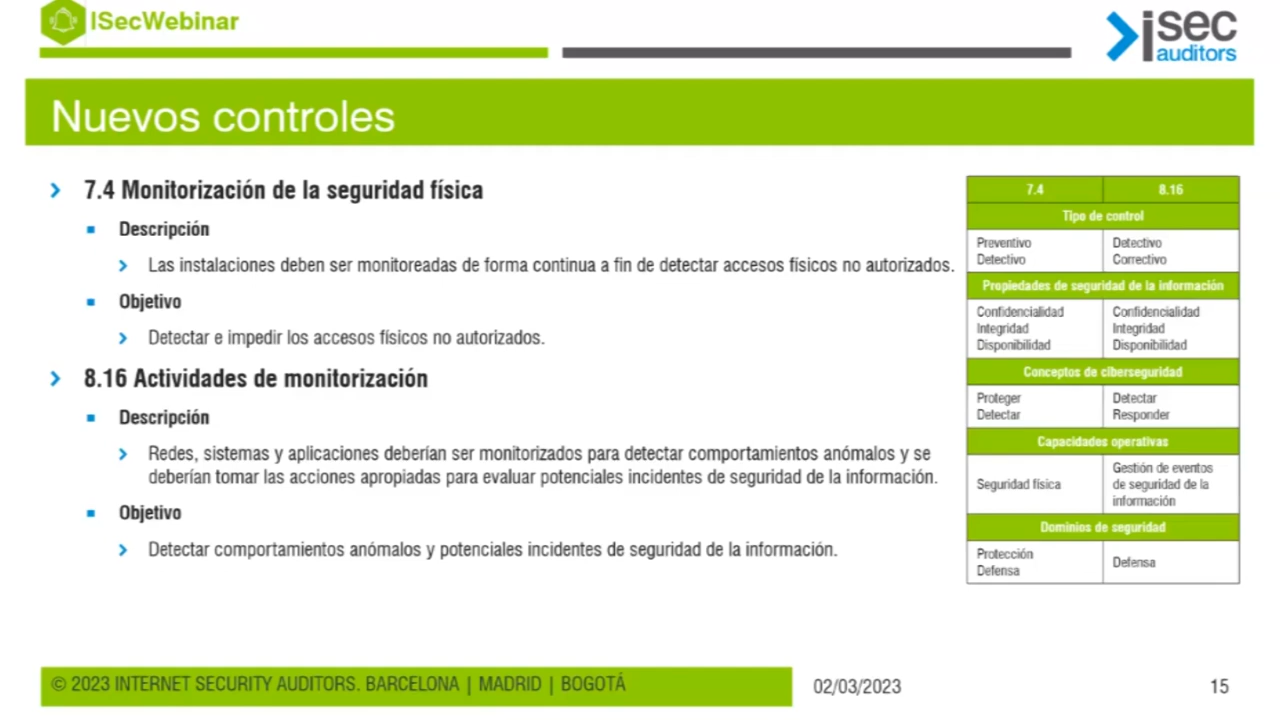 ISecWebinar
isec
auditors
Nuevos controles
7.4 Monitorización de la seguridad física
Descripción
Las instalaciones deben ser monitoreadas de forma continua a fin de detectar accesos físicos no autorizados.
Objetivo
Detectar e impedir los accesos físicos no autorizados.
8.16 Actividades de monitorización
Descripción
Redes, sistemas y aplicaciones deberían ser monitorizados para detectar comportamientos anómalos y se
deberían tomar las acciones apropiadas para evaluar potenciales incidentes de seguridad de la información.
Objetivo
Detectar comportamientos anómalos y potenciales incidentes de seguridad de la información.
7.4 8.16
Tipo de control
Preventivo Detectivo
Detectivo Correctivo
Propiedades de seguridad de la información
Confidencialidad Confidencialidad
Integridad Integridad
Disponibilidad Disponibilidad
Conceptos de ciberseguridad
Proteger Detectar
Detectar Responder
Capacidades operativas
Gestión de eventos
Seguridad física de seguridad de la
información
Dominios de seguridad
Protección
Defensa Defensa
© 2023 INTERNET SECURITY AUDITORS. BARCELONA | MADRID | BOGOTÁ
02/03/2023
15